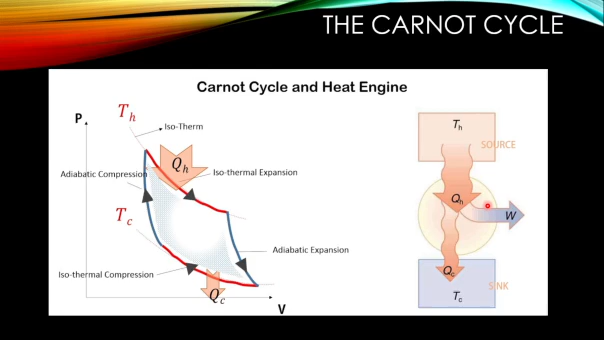 THE CARNOT CYCLE
Carnot Cycle and Heat Engine
P
T_h
Iso-Therm
Adiabatic Compression
Q_h
Iso-thermal Expansion
T_c
Adiabatic Expansion
Iso-thermal Compression
Q_c
V
T_h
SOURCE
Q_h
W
Q_c
SINK
T_c